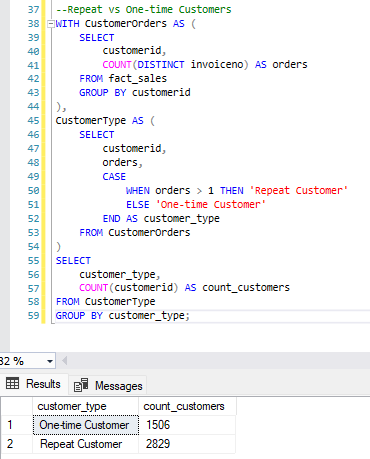 37 --Repeat vs One-time Customers
38 WITH CustomerOrders AS (
39 SELECT
40 customerid,
41 COUNT(DISTINCT invoiceno) AS orders
42 FROM fact_sales
43 GROUP BY customerid
44 ),
45 CustomerType AS (
46 SELECT
47 customerid,
48 orders,
49 CASE
50 WHEN orders > 1 THEN 'Repeat Customer'
51 ELSE 'One-time Customer'
52 END AS customer_type
53 FROM CustomerOrders
54 )
55 SELECT
56 customer_type,
57 COUNT(customerid) AS count_customers
58 FROM CustomerType
59 GROUP BY customer_type;
32 %
Results Messages
customer_type count_customers
1 One-time Customer 1506
2 Repeat Customer 2829